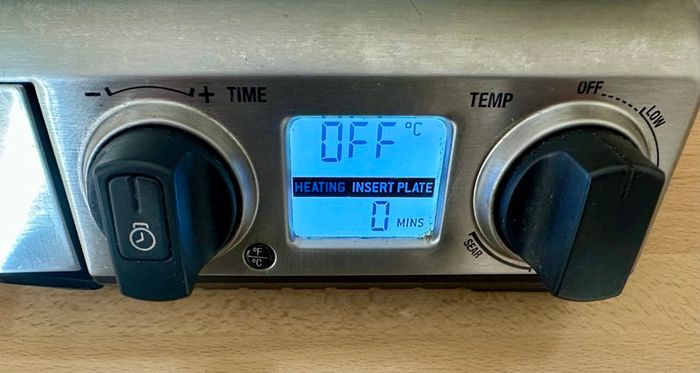 - + TIME
OFF °C
HEATING INSERT PLATE
0 MINS
°F
°C
TEMP
OFF
LOW
SEAR